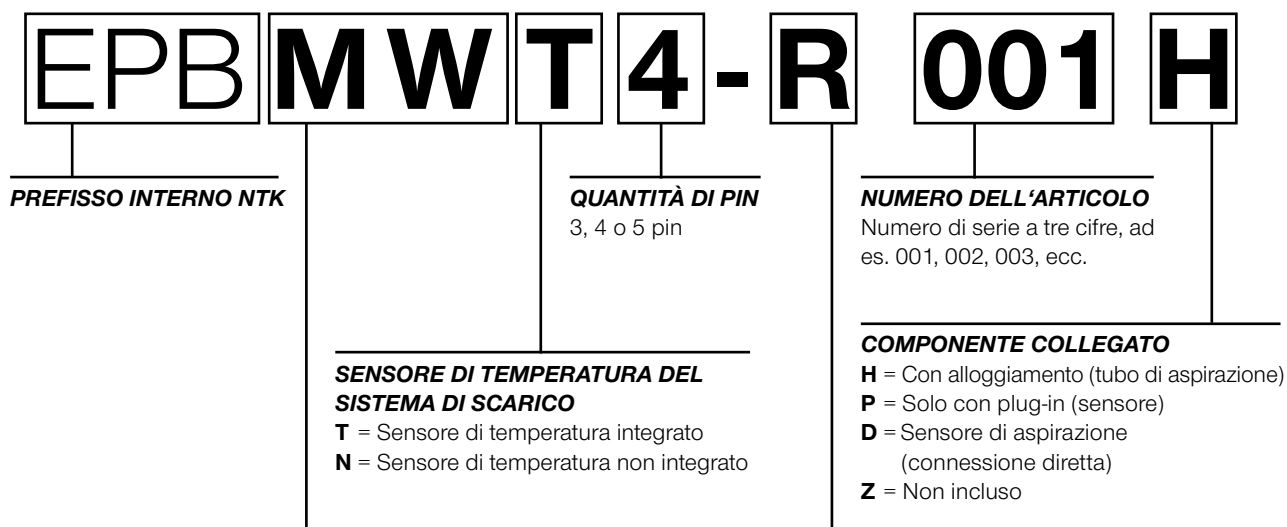 EPB MWT4-R 001 H
PREFISSO INTERNO NTK
QUANTITÀ DI PIN
3, 4 o 5 pin
NUMERO DELL‘ARTICOLO
Numero di serie a tre cifre, ad
es. 001, 002, 003, ecc.
SENSORE DI TEMPERATURA DEL
SISTEMA DI SCARICO
T = Sensore di temperatura integrato
N = Sensore di temperatura non integrato
COMPONENTE COLLEGATO
H = Con alloggiamento (tubo di aspirazione)
P = Solo con plug-in (sensore)
D = Sensore di aspirazione
(connessione diretta)
Z = Non incluso